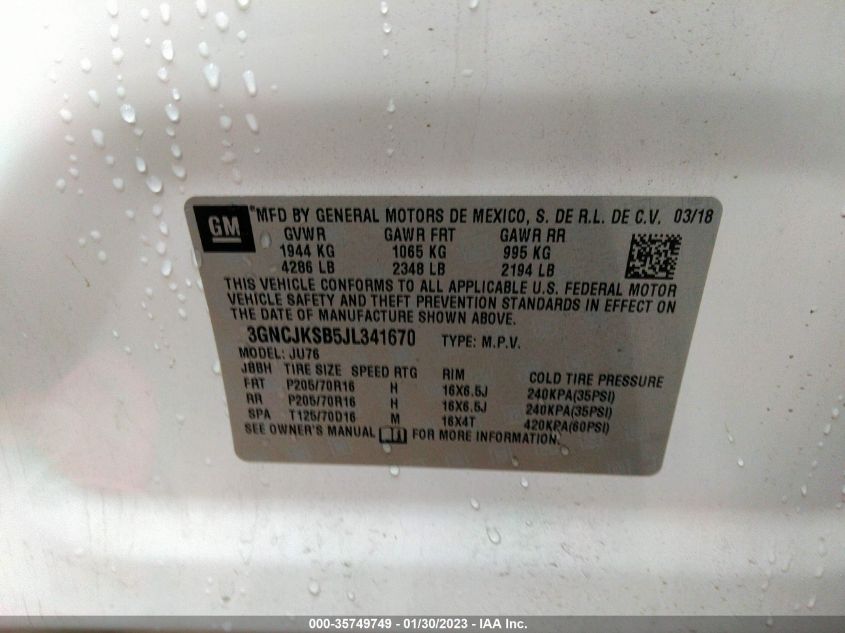 GM *MFD BY GENERAL MOTORS DE MEXICO, S. DE R.L. DE C.V. 03/18
GVWR GAWR FRT GAWR RR
1944 KG 1065 KG 995 KG
4286 LB 2348 LB 2194 LB
THIS VEHICLE CONFORMS TO ALL APPLICABLE U.S. FEDERAL MOTOR
VEHICLE SAFETY AND THEFT PREVENTION STANDARDS IN EFFECT ON
THE DATE OF MANUFACTURE SHOWN ABOVE.
3GNCJKSB5JL341670 TYPE: M.P.V.
MODEL: JU76
JBBH TIRE SIZE SPEED RTG RIM COLD TIRE PRESSURE
FRT P205/70R16 H 16X6.5J 240KPA(35PSI)
RR P205/70R16 H 16X6.5J 240KPA(35PSI)
SPA T125/70D16 M 16X4T 420KPA(60PSI)
SEE OWNER'S MANUAL FOR MORE INFORMATION.
000-35749749 - 01/30/2023 - IAA Inc.